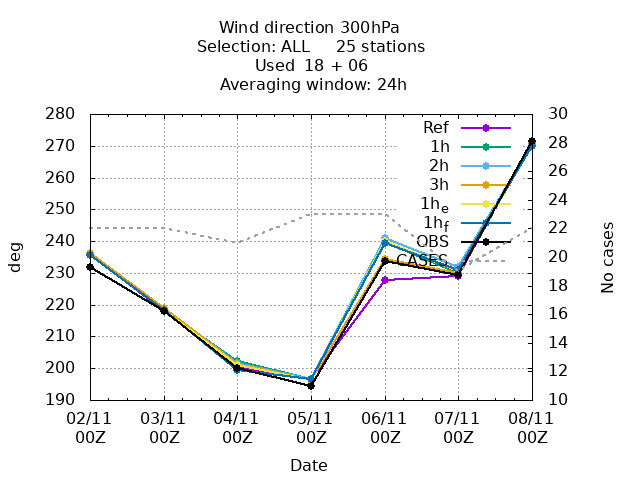 Wind direction 300hPa
Selection: ALL 25 stations
Used 18 + 06
Averaging window: 24h
280 30
270 28
260 26
250 24
240 22
230 20
220 18
210 16
200 14
190 12
10
deg
No cases
Ref
1h
2h
3h
1he
1hf
OBS
CASES
02/11 03/11 04/11 05/11 06/11 07/11 08/11
00Z 00Z 00Z 00Z 00Z 00Z 00Z
Date